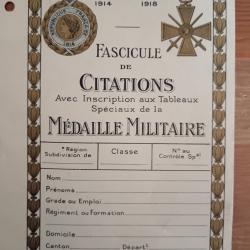 1914 1918
FASCICULE
DE
CITATIONS
Avec Inscription aux Tableaux
Spéciaux de la
MÉDAILLE MILITAIRE
* Région
Subdivision de
Classe
N° au
Contrôle Spal
Nom
Prénoms
Grade ou Emploi
Régiment ou Formation
Domicile
Canton Départ